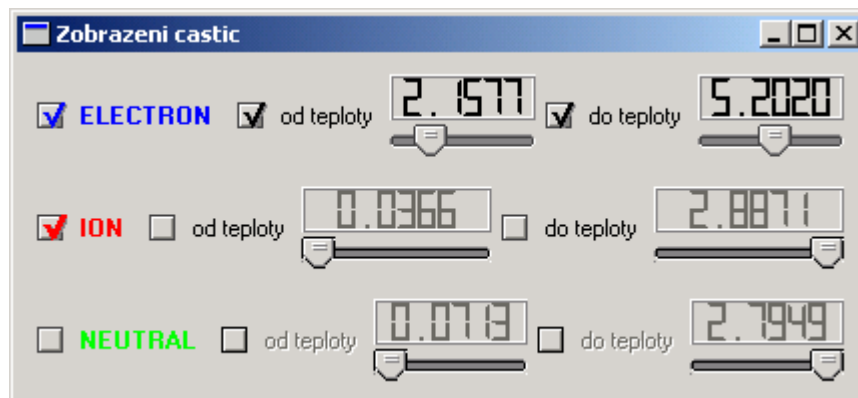 Zobrazeni castic
ELECTRON od teploty 2.1577 do teploty 5.2020
ION od teploty 0.0366 do teploty 2.8871
NEUTRAL od teploty 0.0713 do teploty 2.7949